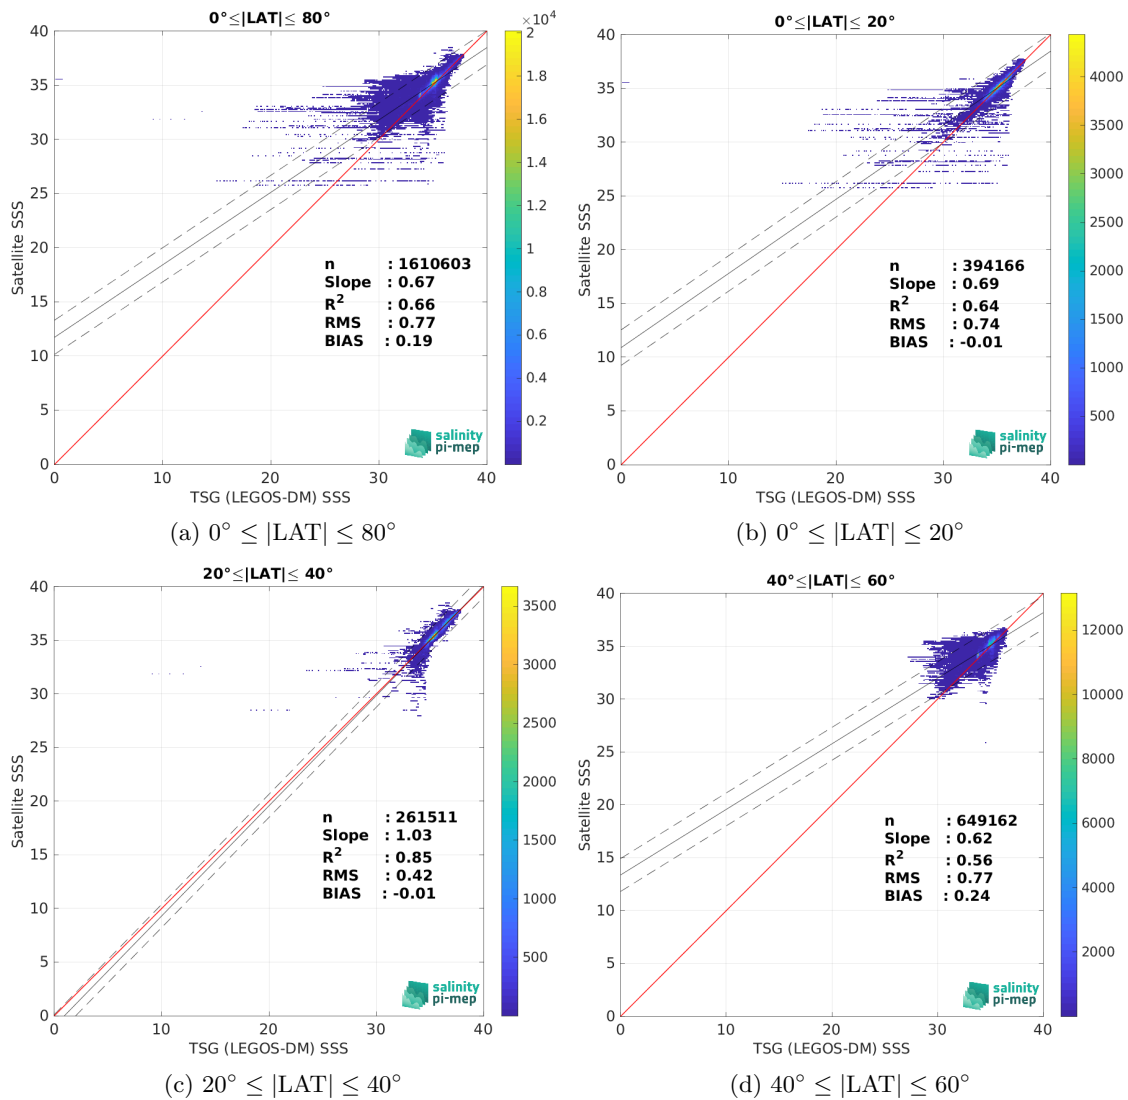 0°≤|LAT|≤ 80°
×10⁴
40
35
30
25
20
15
10
5
0
Satellite SSS
0 10 20 30 40
TSG (LEGOS-DM) SSS
n : 1610603
Slope : 0.67
R² : 0.66
RMS : 0.77
BIAS : 0.19
salinity
pi-mep
2
1.8
1.6
1.4
1.2
1
0.8
0.6
0.4
0.2
(a) 0° ≤ |LAT| ≤ 80°
0°≤|LAT|≤ 20°
40
35
30
25
20
15
10
5
0
Satellite SSS
0 10 20 30 40
TSG (LEGOS-DM) SSS
n : 394166
Slope : 0.69
R² : 0.64
RMS : 0.74
BIAS : -0.01
salinity
pi-mep
4000
3500
3000
2500
2000
1500
1000
500
(b) 0° ≤ |LAT| ≤ 20°
20°≤|LAT|≤ 40°
40
35
30
25
20
15
10
5
0
Satellite SSS
0 10 20 30 40
TSG (LEGOS-DM) SSS
n : 261511
Slope : 1.03
R² : 0.85
RMS : 0.42
BIAS : -0.01
salinity
pi-mep
3500
3000
2500
2000
1500
1000
500
(c) 20° ≤ |LAT| ≤ 40°
40°≤|LAT|≤ 60°
40
35
30
25
20
15
10
5
0
Satellite SSS
0 10 20 30 40
TSG (LEGOS-DM) SSS
n : 649162
Slope : 0.62
R² : 0.56
RMS : 0.77
BIAS : 0.24
salinity
pi-mep
12000
10000
8000
6000
4000
2000
(d) 40° ≤ |LAT| ≤ 60°